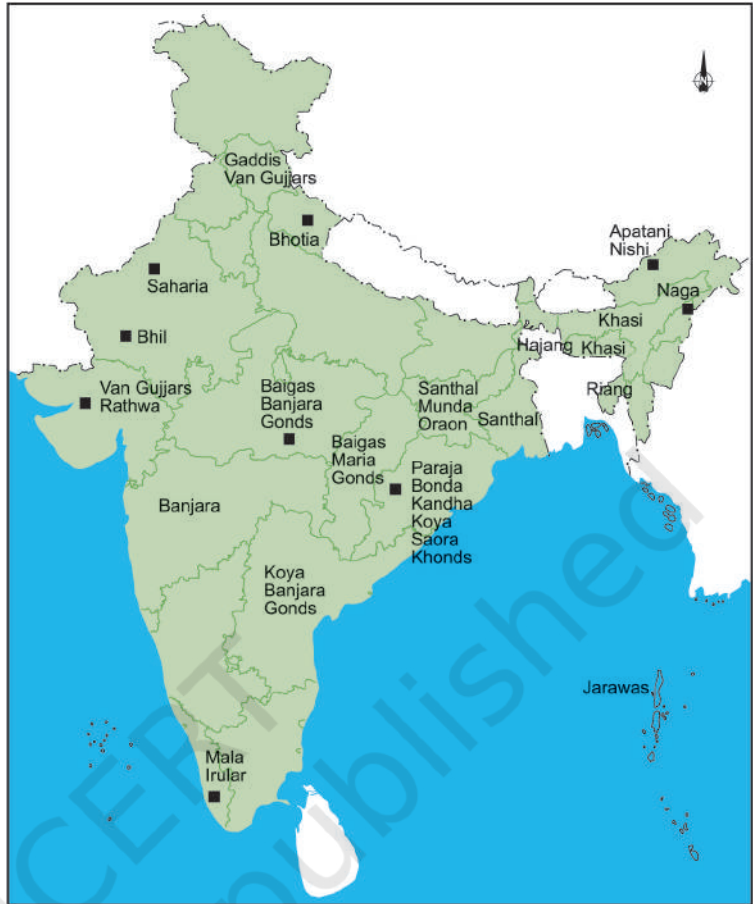 N
Gaddis
Van Gujjars
Bhotia
Apatani
Nishi
Saharia
Naga
Khasi
Bhil
Hajang
Khasi
Van Gujjars
Rathwa
Baigas
Banjara
Gonds
Santhal
Munda
Oraon
Santhal
Riang
Baigas
Maria
Gonds
Paraja
Bonda
Kandha
Koya
Saora
Khonds
Banjara
Koya
Banjara
Gonds
Jarawas
Mala
Irular
CERT
published